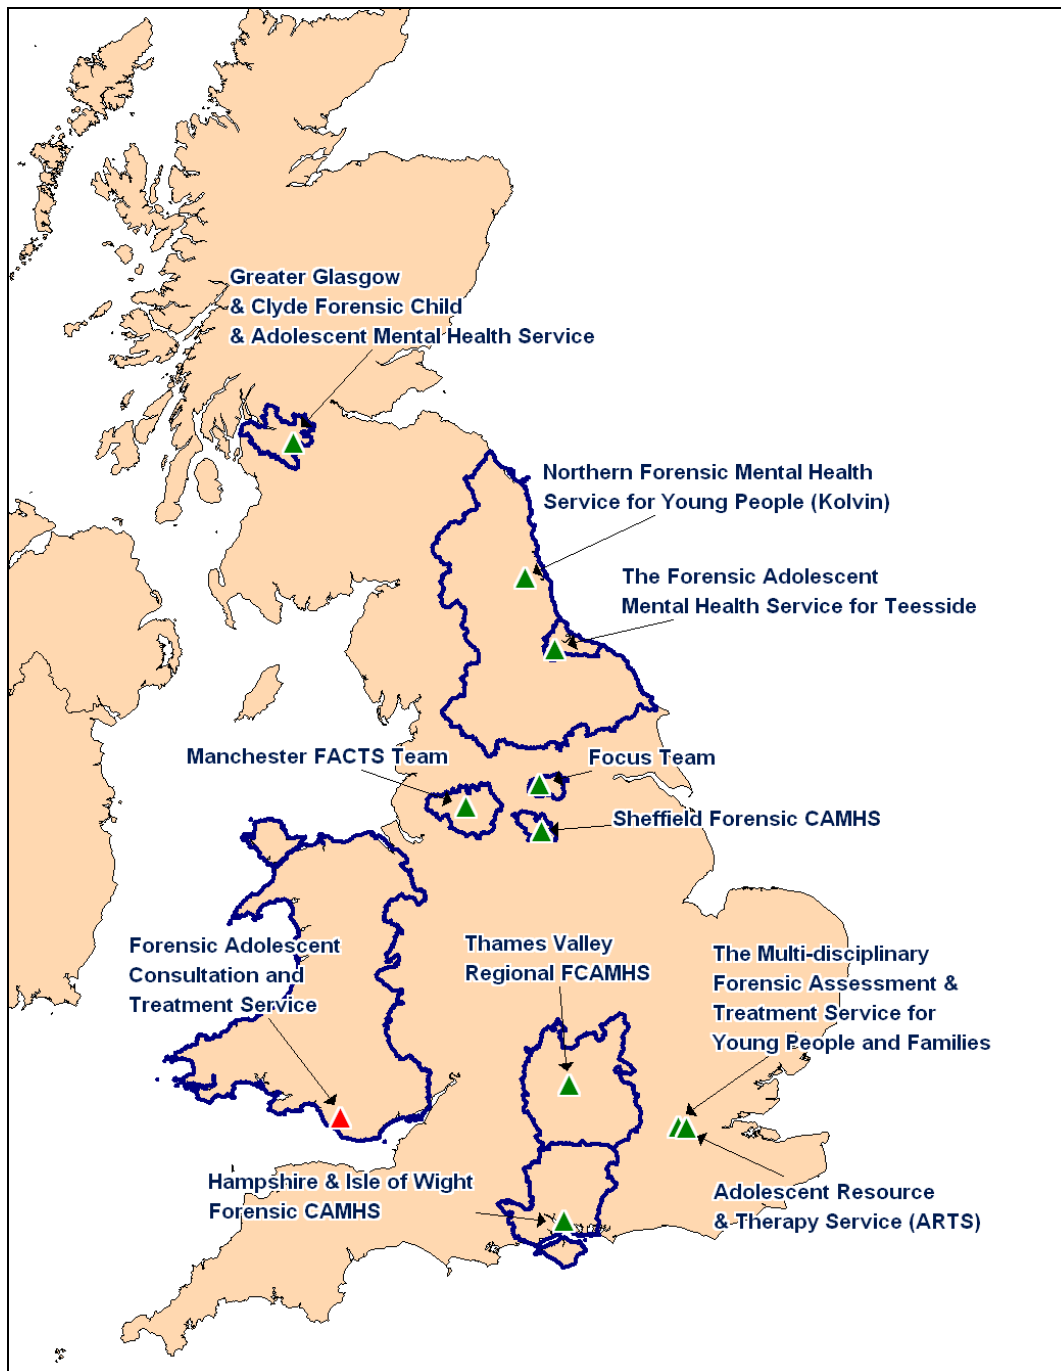 Greater Glasgow
& Clyde Forensic Child
& Adolescent Mental Health Service
Northern Forensic Mental Health
Service for Young People (Kolvin)
The Forensic Adolescent
Mental Health Service for Teesside
Manchester FACTS Team
Focus Team
Sheffield Forensic CAMHS
Forensic Adolescent
Consultation and
Treatment Service
Thames Valley
Regional FCAMHS
The Multi-disciplinary
Forensic Assessment &
Treatment Service for
Young People and Families
Hampshire & Isle of Wight
Forensic CAMHS
Adolescent Resource
& Therapy Service (ARTS)